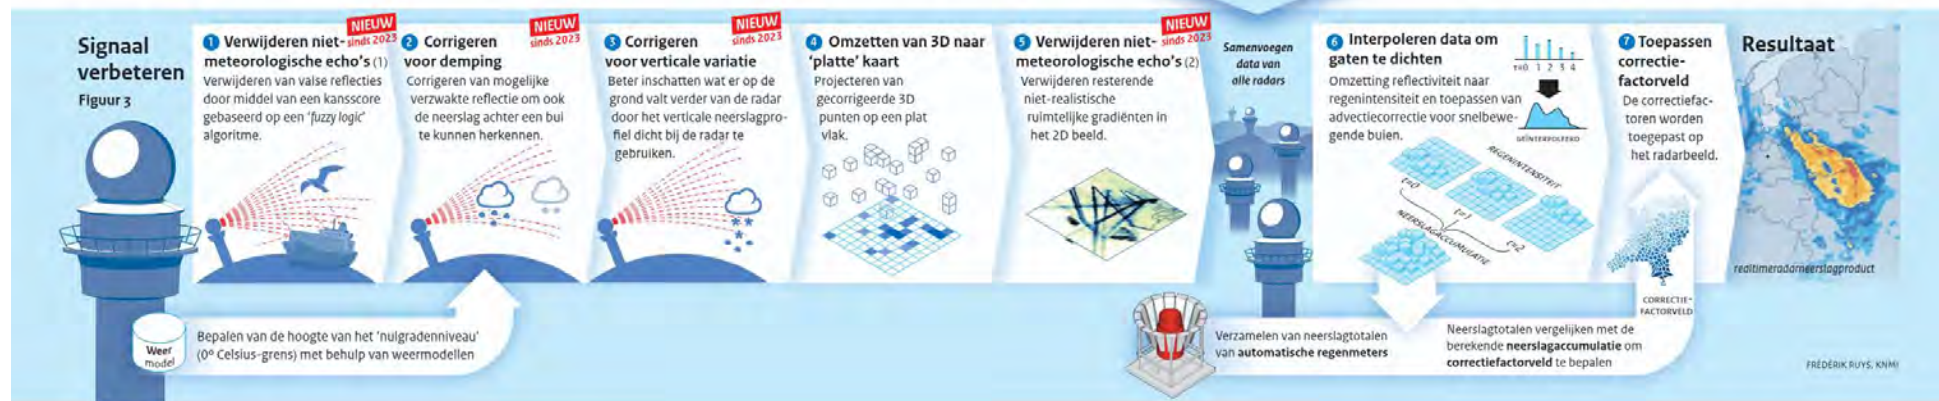 Signaal
verbeteren
Figuur 3
NIEUW
sinds 2023
1 Verwijderen niet-
meteorologische echo's (1)
Verwijderen van valse reflecties
door middel van een kansscore
gebaseerd op een 'fuzzy logic'
algoritme.
NIEUW
sinds 2023
2 Corrigeren
voor demping
Corrigeren van mogelijke
verzwakte reflectie om ook
de neerslag achter een bui
te kunnen herkennen.
NIEUW
sinds 2023
3 Corrigeren
voor verticale variatie
Beter inschatten wat er op de
grond valt verder van de radar
door het verticale neerslagpro-
fiel dicht bij de radar te
gebruiken.
4 Omzetten van 3D naar
'platte' kaart
Projecteren van
gecorrigeerde 3D
punten op een plat
vlak.
NIEUW
sinds 2023
5 Verwijderen niet-
meteorologische echo's (2)
Verwijderen resterende
niet-realistische
ruimtelijke gradiënten in
het 2D beeld.
Samenvoegen
data van
alle radars
6 Interpoleren data om
gaten te dichten
Omzetting reflectiviteit naar
regenintensiteit en toepassen van
advectiecorrectie voor snelbewe-
gende buien.
T=0 1 2 3 4
GEÏNTERPOLEERD
REGENINTENSITEIT
t=0
t=1
t=2
NEERSLAGACCUMULATIE
7 Toepassen
correctie-
factorveld
De correctiefac-
toren worden
toegepast op
het radarbeeld.
CORRECTIE-
FACTORVELD
Resultaat
realtimeradarneerslagproduct
Weer
model
Bepalen van de hoogte van het 'nulgradenniveau'
(0° Celsius-grens) met behulp van weermodellen
Verzamelen van neerslagtotalen
van automatische regenmeters
Neerslagtotalen vergelijken met de
berekende neerslagaccumulatie om
correctiefactorveld te bepalen
FRÉDÉRIK RUYS, KNMI